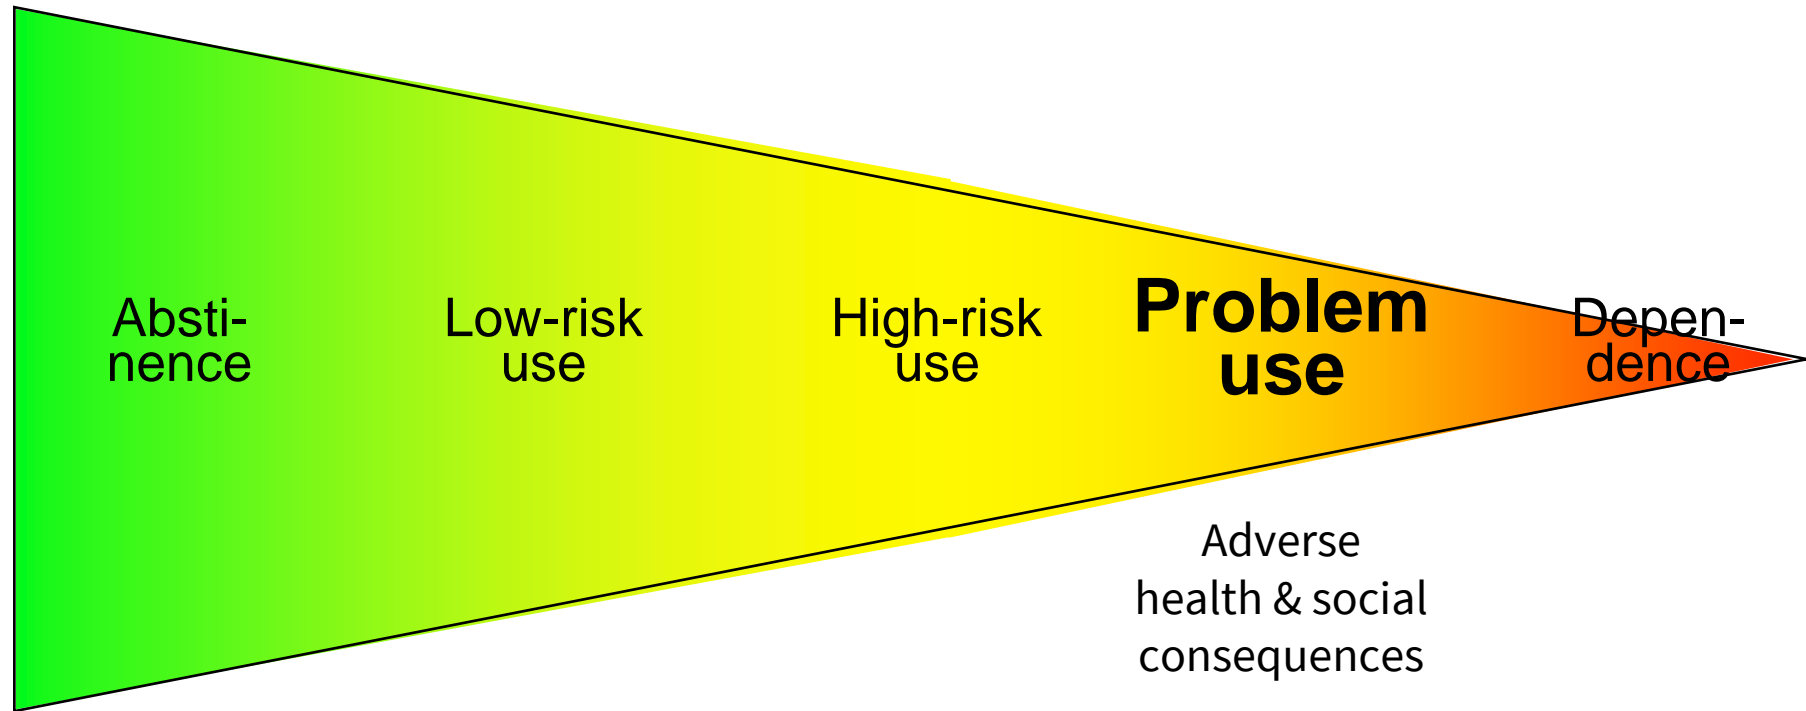 Absti-
nence
Low-risk
use
High-risk
use
Problem
use
Depen-
dence
Adverse
health & social
consequences